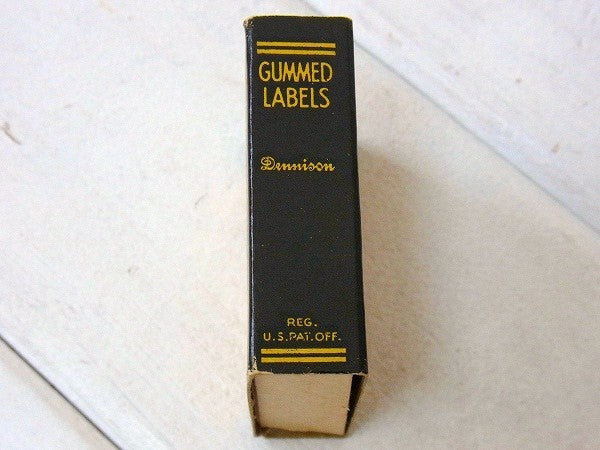 GUMMED
LABELS
Dennison
REG.
U.S.PAT.OFF.